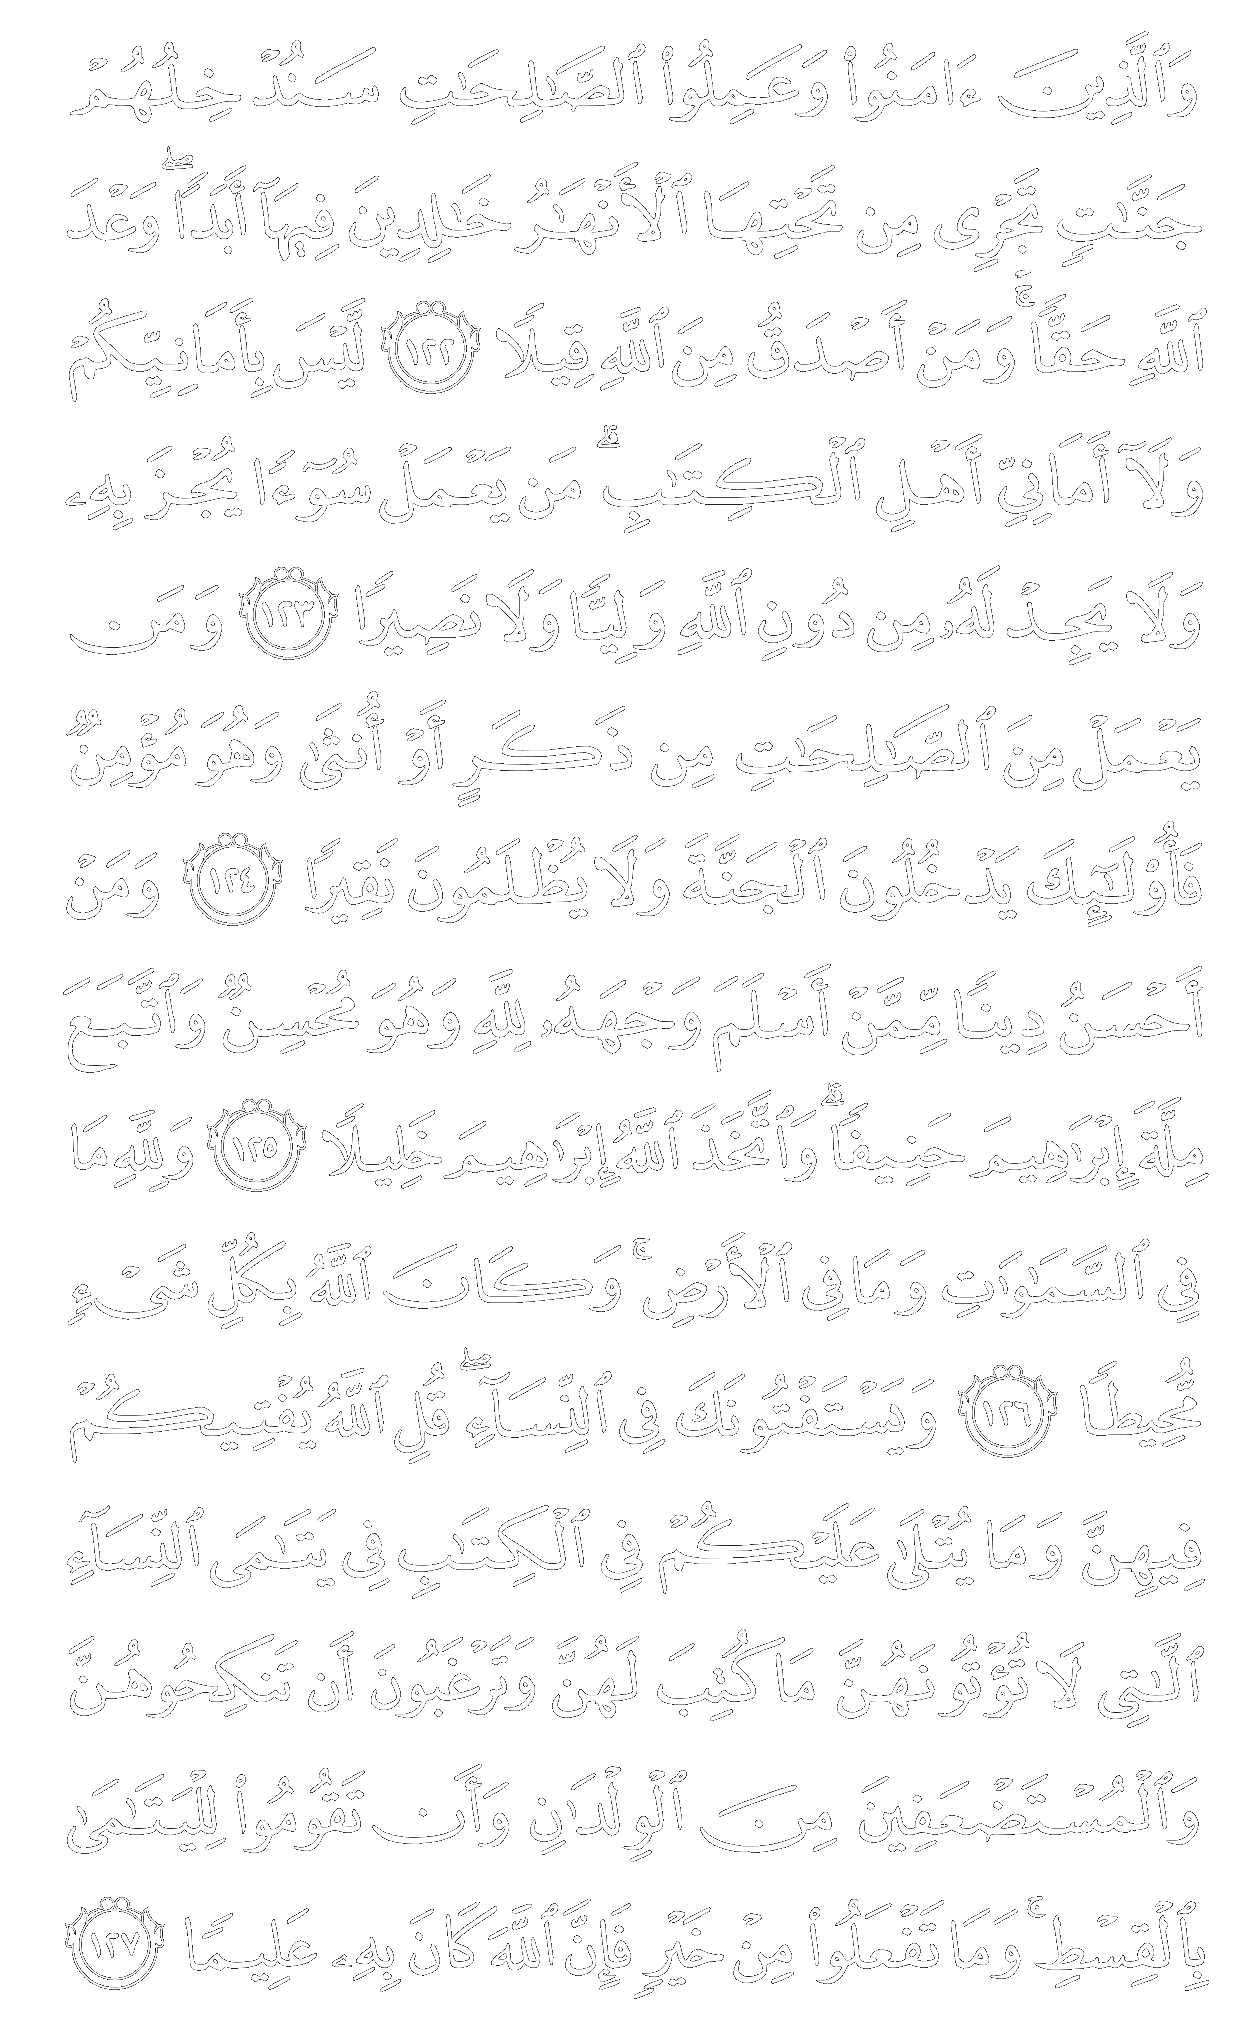 وَٱلَّذِينَ ءَامَنُوا۟ وَعَمِلُوا۟ ٱلصَّـٰلِحَـٰتِ سَنُدْخِلُهُمْ
جَنَّـٰتٍ تَجْرِى مِن تَحْتِهَا ٱلْأَنْهَـٰرُ خَـٰلِدِينَ فِيهَآ أَبَدًا ۖ وَعْدَ
ٱللَّهِ حَقًّا ۚ وَمَنْ أَصْدَقُ مِنَ ٱللَّهِ قِيلًا ١٢٢ لَّيْسَ بِأَمَانِيِّكُمْ
وَلَآ أَمَانِىِّ أَهْلِ ٱلْكِتَـٰبِ ۗ مَن يَعْمَلْ سُوٓءًا يُجْزَ بِهِۦ
وَلَا يَجِدْ لَهُۥ مِن دُونِ ٱللَّهِ وَلِيًّا وَلَا نَصِيرًا ١٢٣ وَمَن
يَعْمَلْ مِنَ ٱلصَّـٰلِحَـٰتِ مِن ذَكَرٍ أَوْ أُنثَىٰ وَهُوَ مُؤْمِنٌ
فَأُو۟لَـٰٓئِكَ يَدْخُلُونَ ٱلْجَنَّةَ وَلَا يُظْلَمُونَ نَقِيرًا ١٢٤ وَمَنْ
أَحْسَنُ دِينًا مِّمَّنْ أَسْلَمَ وَجْهَهُۥ لِلَّهِ وَهُوَ مُحْسِنٌ وَٱتَّبَعَ
مِلَّةَ إِبْرَٰهِيمَ حَنِيفًا ۗ وَٱتَّخَذَ ٱللَّهُ إِبْرَٰهِيمَ خَلِيلًا ١٢٥ وَلِلَّهِ مَا
فِى ٱلسَّمَـٰوَٰتِ وَمَا فِى ٱلْأَرْضِ ۚ وَكَانَ ٱللَّهُ بِكُلِّ شَىْءٍ
مُّحِيطًا ١٢٦ وَيَسْتَفْتُونَكَ فِى ٱلنِّسَآءِ ۖ قُلِ ٱللَّهُ يُفْتِيكُمْ
فِيهِنَّ وَمَا يُتْلَىٰ عَلَيْكُمْ فِى ٱلْكِتَـٰبِ فِى يَتَـٰمَى ٱلنِّسَآءِ
ٱلَّـٰتِى لَا تُؤْتُونَهُنَّ مَا كُتِبَ لَهُنَّ وَتَرْغَبُونَ أَن تَنكِحُوهُنَّ
وَٱلْمُسْتَضْعَفِينَ مِنَ ٱلْوِلْدَٰنِ وَأَن تَقُومُوا۟ لِلْيَتَـٰمَىٰ
بِٱلْقِسْطِ ۚ وَمَا تَفْعَلُوا۟ مِنْ خَيْرٍ فَإِنَّ ٱللَّهَ كَانَ بِهِۦ عَلِيمًا ١٢٧